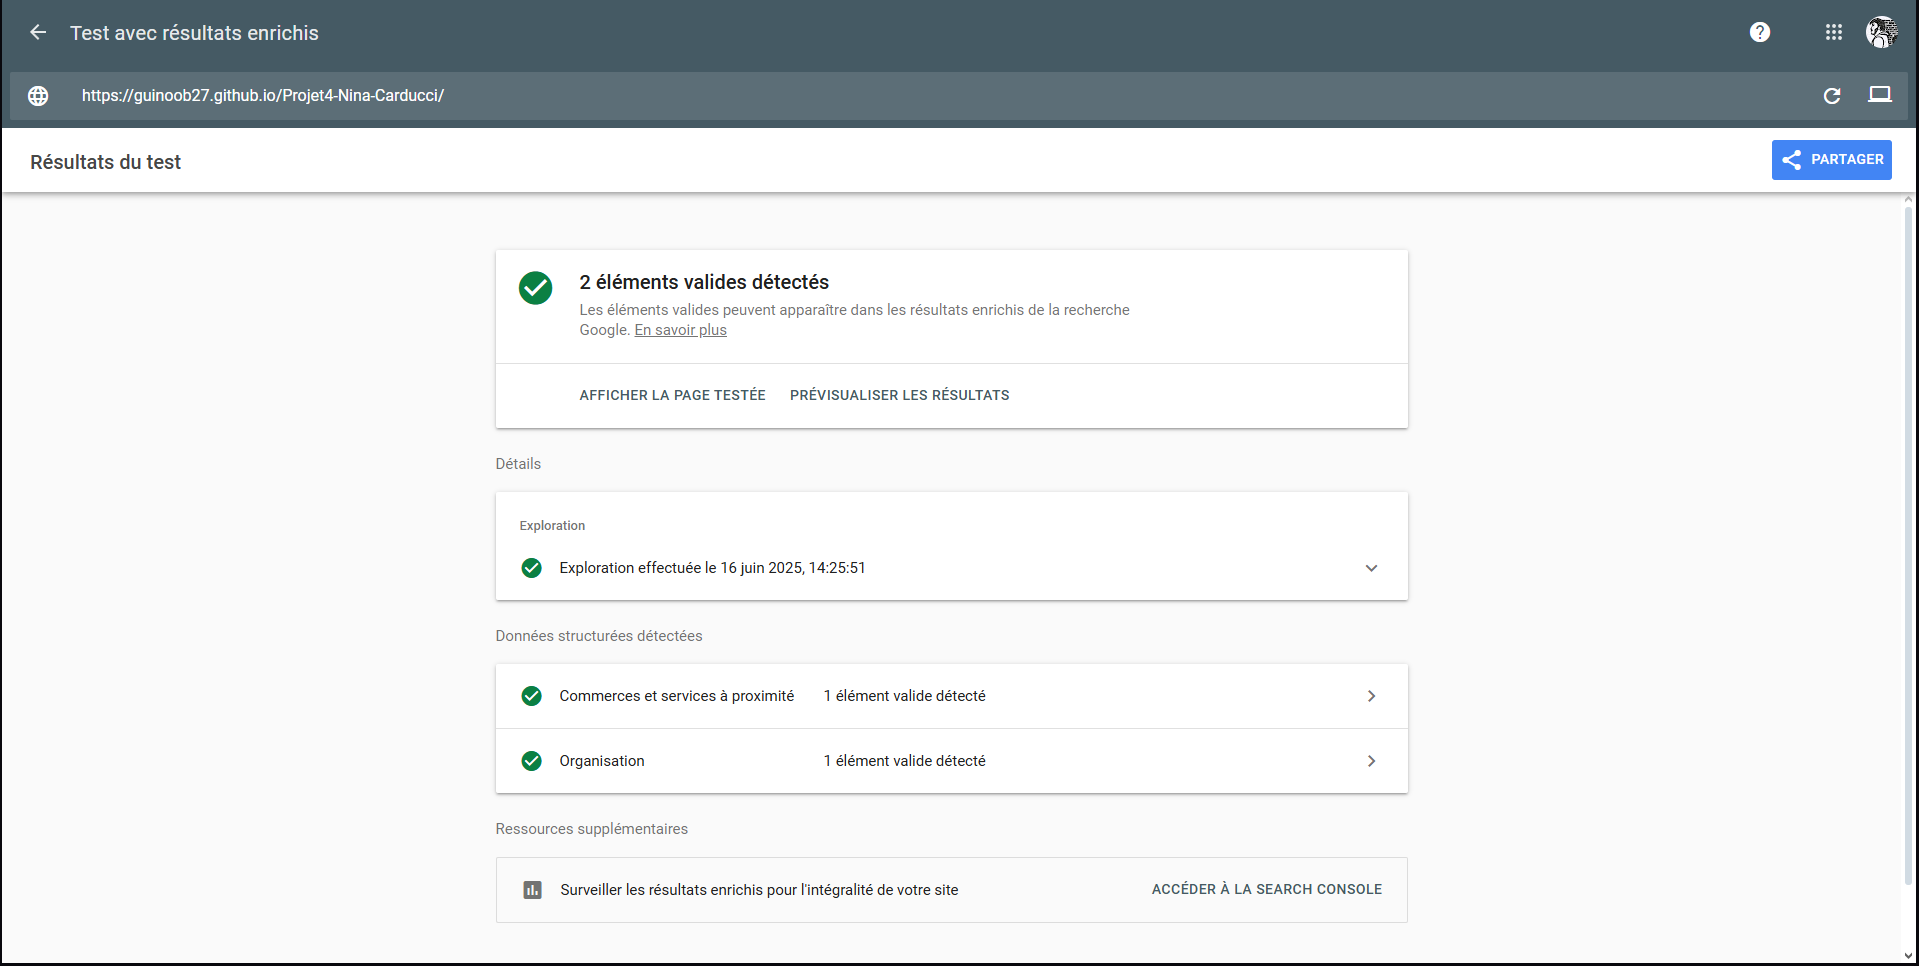 Test avec résultats enrichis
https://guinoob27.github.io/Projet4-Nina-Carducci/
Résultats du test
PARTAGER
2 éléments valides détectés
Les éléments valides peuvent apparaître dans les résultats enrichis de la recherche
Google. En savoir plus
AFFICHER LA PAGE TESTÉE PRÉVISUALISER LES RÉSULTATS
Détails
Exploration
Exploration effectuée le 16 juin 2025, 14:25:51
Données structurées détectées
Commerces et services à proximité 1 élément valide détecté
Organisation 1 élément valide détecté
Ressources supplémentaires
Surveiller les résultats enrichis pour l'intégralité de votre site ACCÉDER À LA SEARCH CONSOLE